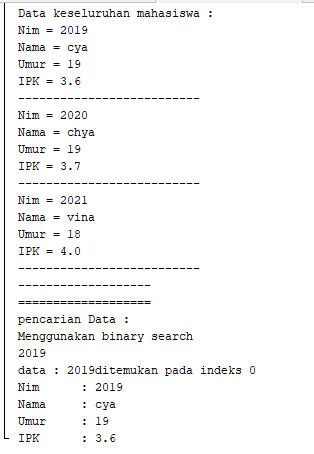 Data keseluruhan mahasiswa :
Nim = 2019
Nama = cya
Umur = 19
IPK = 3.6
---------------------------
Nim = 2020
Nama = chya
Umur = 19
IPK = 3.7
---------------------------
Nim = 2021
Nama = vina
Umur = 18
IPK = 4.0
---------------------------
-------------------
===================
pencarian Data :
Menggunakan binary search
2019
data : 2019ditemukan pada indeks 0
Nim     : 2019
Nama    : cya
Umur    : 19
IPK     : 3.6